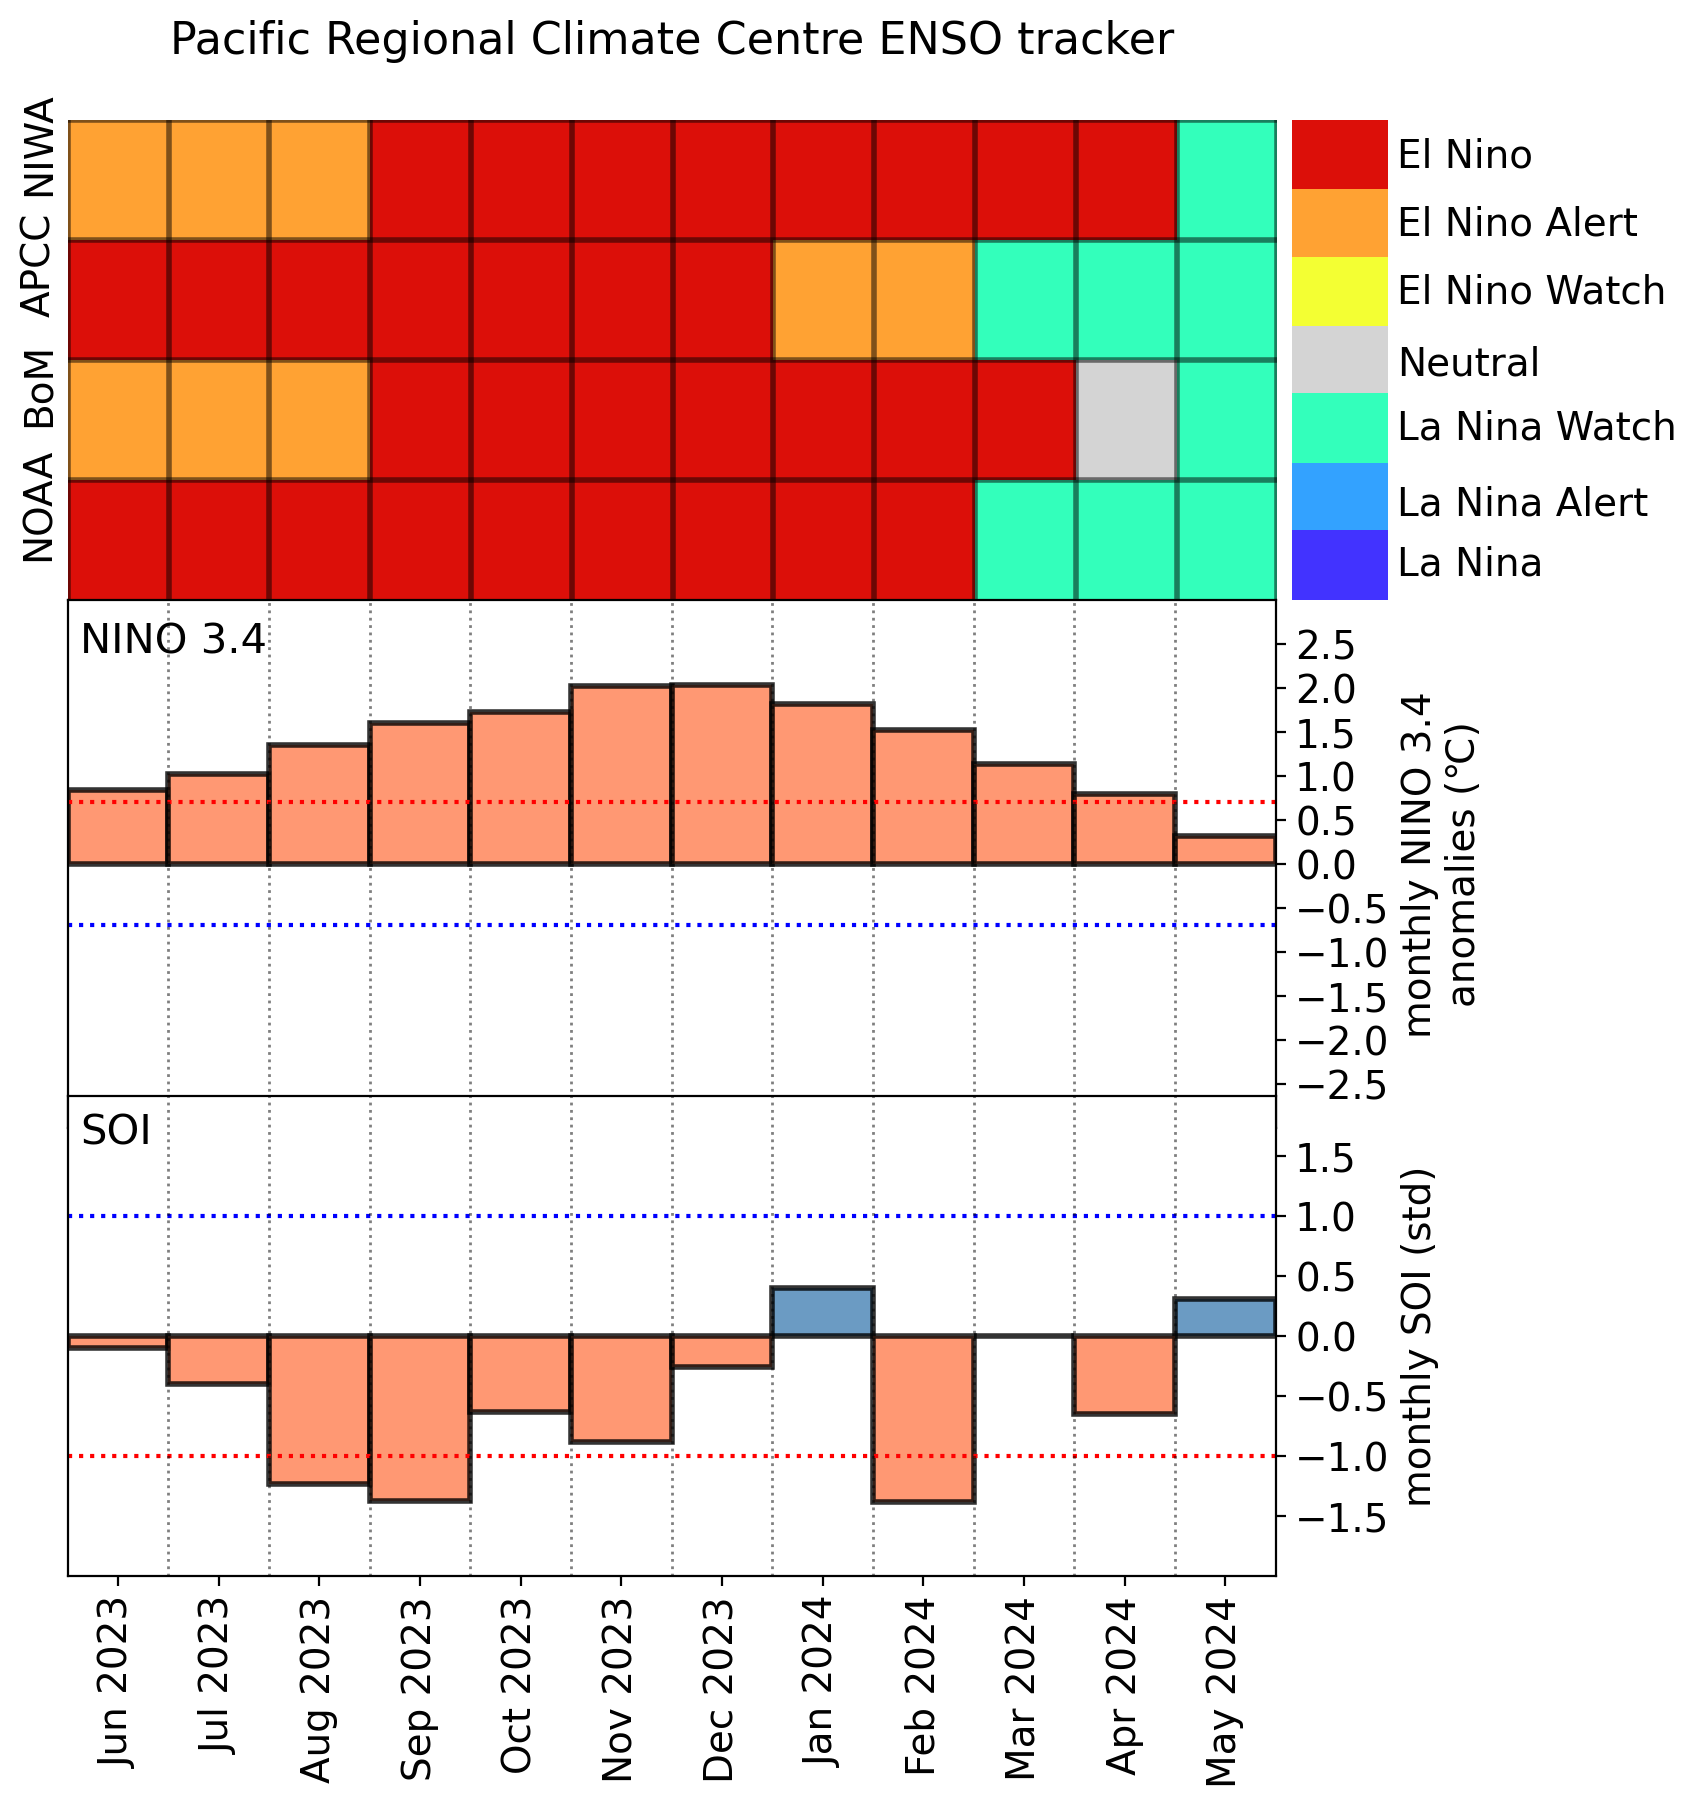 Pacific Regional Climate Centre ENSO tracker
NIWA
APCC
BoM
NOAA
El Nino
El Nino Alert
El Nino Watch
Neutral
La Nina Watch
La Nina Alert
La Nina
NINO 3.4
2.5
2.0
1.5
1.0
0.5
0.0
−0.5
−1.0
−1.5
−2.0
−2.5
monthly NINO 3.4
anomalies (℃)
SOI
1.5
1.0
0.5
0.0
−0.5
−1.0
−1.5
monthly SOI (std)
Jun 2023
Jul 2023
Aug 2023
Sep 2023
Oct 2023
Nov 2023
Dec 2023
Jan 2024
Feb 2024
Mar 2024
Apr 2024
May 2024